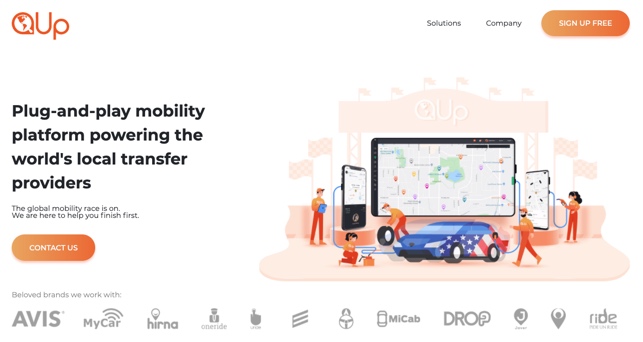 QUp
Solutions
Company
SIGN UP FREE
QUp
Plug-and-play mobility
platform powering the
world's local transfer
providers
The global mobility race is on.
We are here to help you finish first.
CONTACT US
Beloved brands we work with:
AVIS
MyCar
hirna
oneride
MiCab
DROP
ride